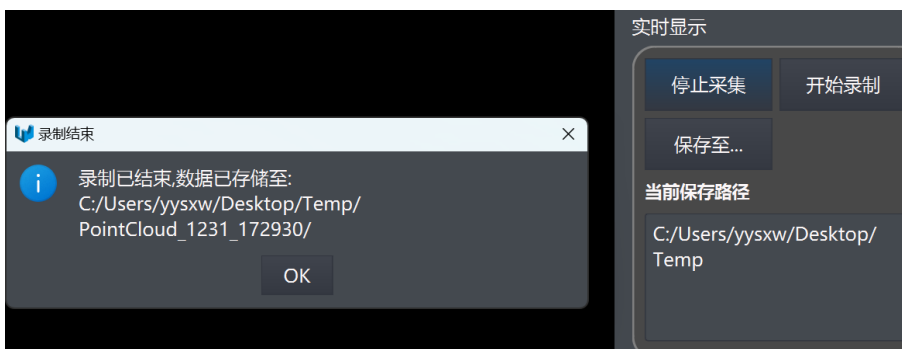 实时显示
停止采集
开始录制
录制结束
保存至...
录制已结束,数据已存储至:
C:/Users/yysxw/Desktop/Temp/
PointCloud_1231_172930/
OK
当前保存路径
C:/Users/yysxw/Desktop/
Temp